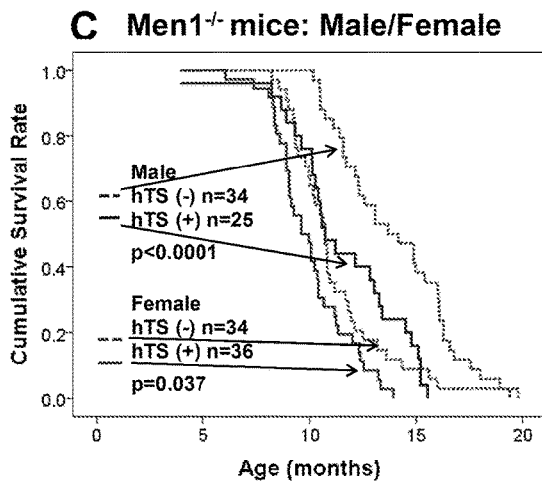 C Men1-/- mice: Male/Female
Cumulative Survival Rate
1.0
0.8
0.6
0.4
0.2
0.0
Male
hTS (-) n=34
hTS (+) n=25
p<0.0001
Female
hTS (-) n=34
hTS (+) n=36
p=0.037
0 5 10 15 20
Age (months)